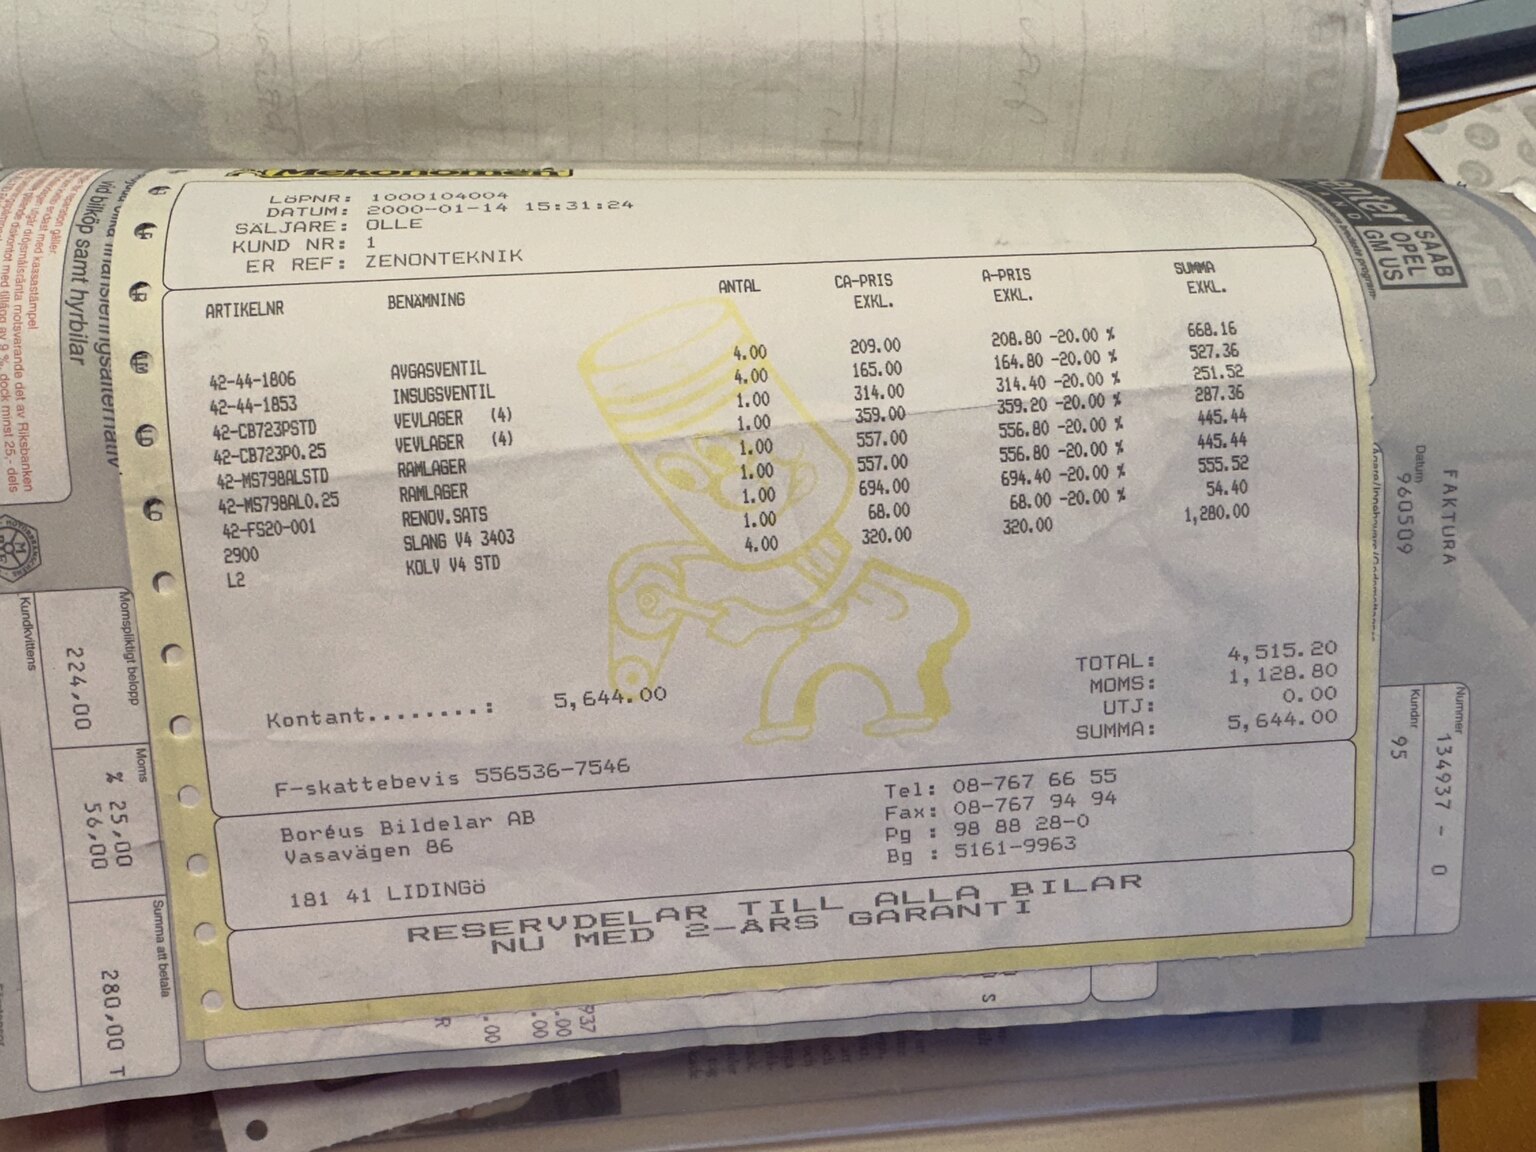 Mekonomen
LöPNR: 1000104004
DATUM: 2000-01-14 15:31:24
SÄLJARE: OLLE
KUND NR: 1
ER REF: ZENONTEKNIK
ARTIKELNR BENÄMNING ANTAL CA-PRIS EXKL. A-PRIS EXKL. SUMMA EXKL.
42-44-1806 AVGASVENTIL 4.00 209.00 208.80 -20.00 % 668.16
42-44-1853 INSUGSVENTIL 4.00 165.00 164.80 -20.00 % 527.36
42-CB723PSTD VEVLAGER (4) 1.00 314.00 314.40 -20.00 % 251.52
42-CB723P0.25 VEVLAGER (4) 1.00 359.00 359.20 -20.00 % 287.36
42-MS798ALSTD RAMLAGER 1.00 557.00 556.80 -20.00 % 445.44
42-MS798AL0.25 RAMLAGER 1.00 557.00 556.80 -20.00 % 445.44
42-FS20-001 RENOV.SATS 1.00 694.00 694.40 -20.00 % 555.52
2900 SLANG V4 3403 1.00 68.00 68.00 -20.00 % 54.40
L2 KOLV V4 STD 4.00 320.00 320.00 1,280.00
TOTAL: 4,515.20
MOMS: 1,128.80
UTJ: 0.00
SUMMA: 5,644.00
Kontant.........: 5,644.00
F-skattebevis 556536-7546
Boréus Bildelar AB
Vasavägen 86
181 41 LIDINGö
Tel: 08-767 66 55
Fax: 08-767 94 94
Pg : 98 88 28-0
Bg : 5161-9963
RESERVDELAR TILL ALLA BILAR
NU MED 2-ÅRS GARANTI
SAAB
OPEL
GM US
FAKTURA
Datum
960509
Nummer
134937 - 0
Kundnr
95
vid bilköp samt hyrbilar
Kundkvittens
Momspliktigt belopp
224,00
Moms
% 25,00
56,00
Summa att betala
280,00 T